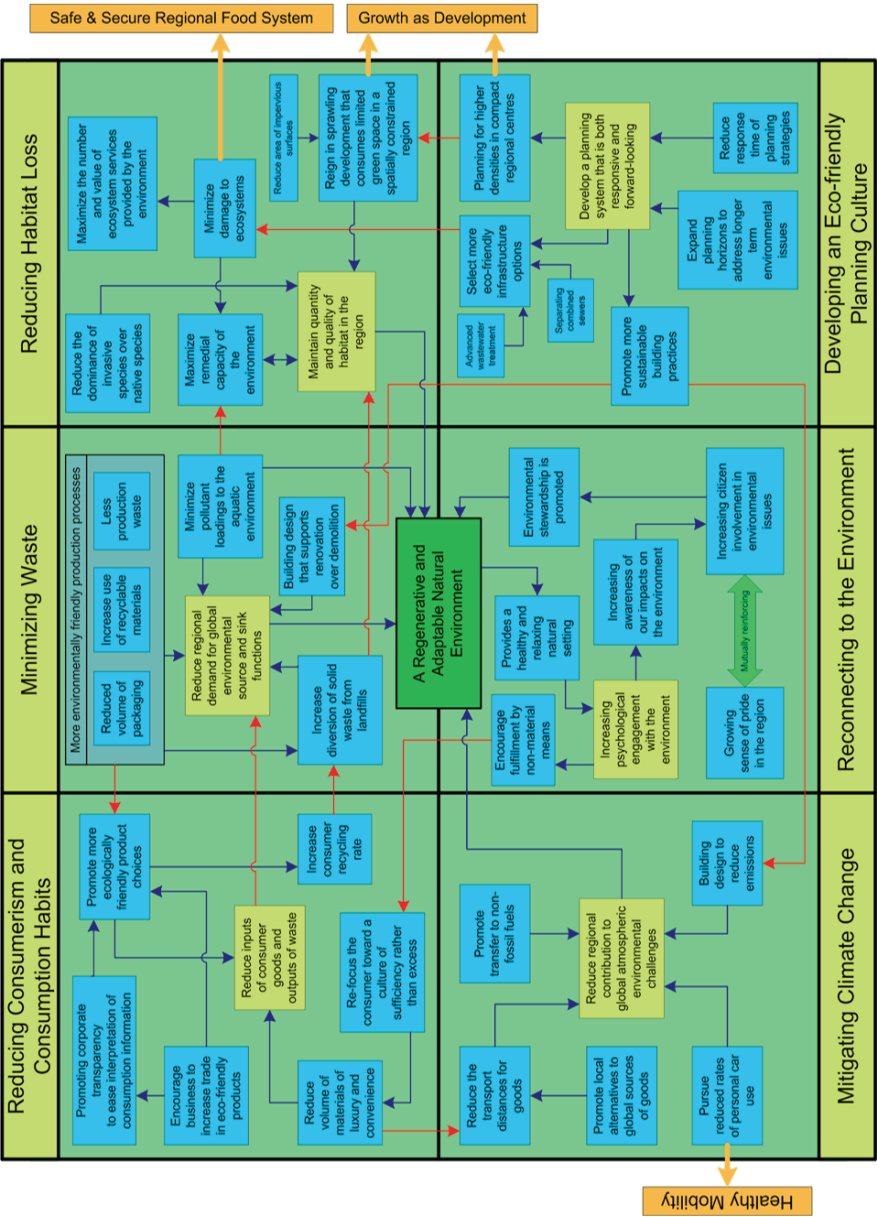 Safe & Secure Regional Food System
Growth as Development
Healthy Mobility
Reducing Consumerism and
Consumption Habits
Promoting corporate
transparency
to ease interpretation of
consumption information
Promote more
ecologically
friendly product
choices
Encourage
business to
increase trade
in eco-friendly
products
Reduce inputs
of consumer
goods and
outputs of waste
Reduce
volume of
materials of
luxury and
convenience
Increase
consumer
recycling
rate
Re-focus the
consumer toward a
culture of
sufficiency rather
than excess
Minimizing Waste
More environmentally friendly production processes
Reduced
volume of
packaging
Increase use
of recyclable
materials
Less
production
waste
Reduce regional
demand for global
environmental
source and sink
functions
Minimize
pollutant
loadings to the
aquatic
environment
Increase
diversion of solid
waste from
landfills
Building design
that supports
renovation
over demolition
Reducing Habitat Loss
Reduce the
dominance of
invasive
species over
native species
Maximize the number
and value of
ecosystem services
provided by the
environment
Maximize
remedial
capacity of
the
environment
Minimize
damage to
ecosystems
Reduce area of impervious
surfaces
Maintain quantity
and quality of
habitat in the
region
Reign in sprawling
development that
consumes limited
green space in a
spatially constrained
region
A Regenerative and
Adaptable Natural
Environment
Mitigating Climate Change
Reduce the
transport
distances for
goods
Promote
transfer to non-
fossil fuels
Promote local
alternatives to
global sources
of goods
Reduce regional
contribution to
global atmospheric
environmental
challenges
Pursue
reduced rates
of personal car
use
Building
design to
reduce
emissions
Reconnecting to the Environment
Encourage
fulfillment by
non-material
means
Provides a
healthy and
relaxing
natural
setting
Environmental
stewardship is
promoted
Increasing
psychological
engagement
with the
environment
Increasing
awareness of
our impacts on
the environment
Growing
sense of pride
in the region
Mutually reinforcing
Increasing citizen
involvement in
environmental
issues
Developing an Eco-friendly
Planning Culture
Advanced
wastewater
treatment
Select more
eco-friendly
infrastructure
options
Separating
combined
sewers
Planning for higher
densities in compact
regional centres
Develop a planning
system that is both
responsive and
forward-looking
Promote more
sustainable
building
practices
Expand
planning
horizons to
address longer
term
environmental
issues
Reduce
response
time of
planning
strategies